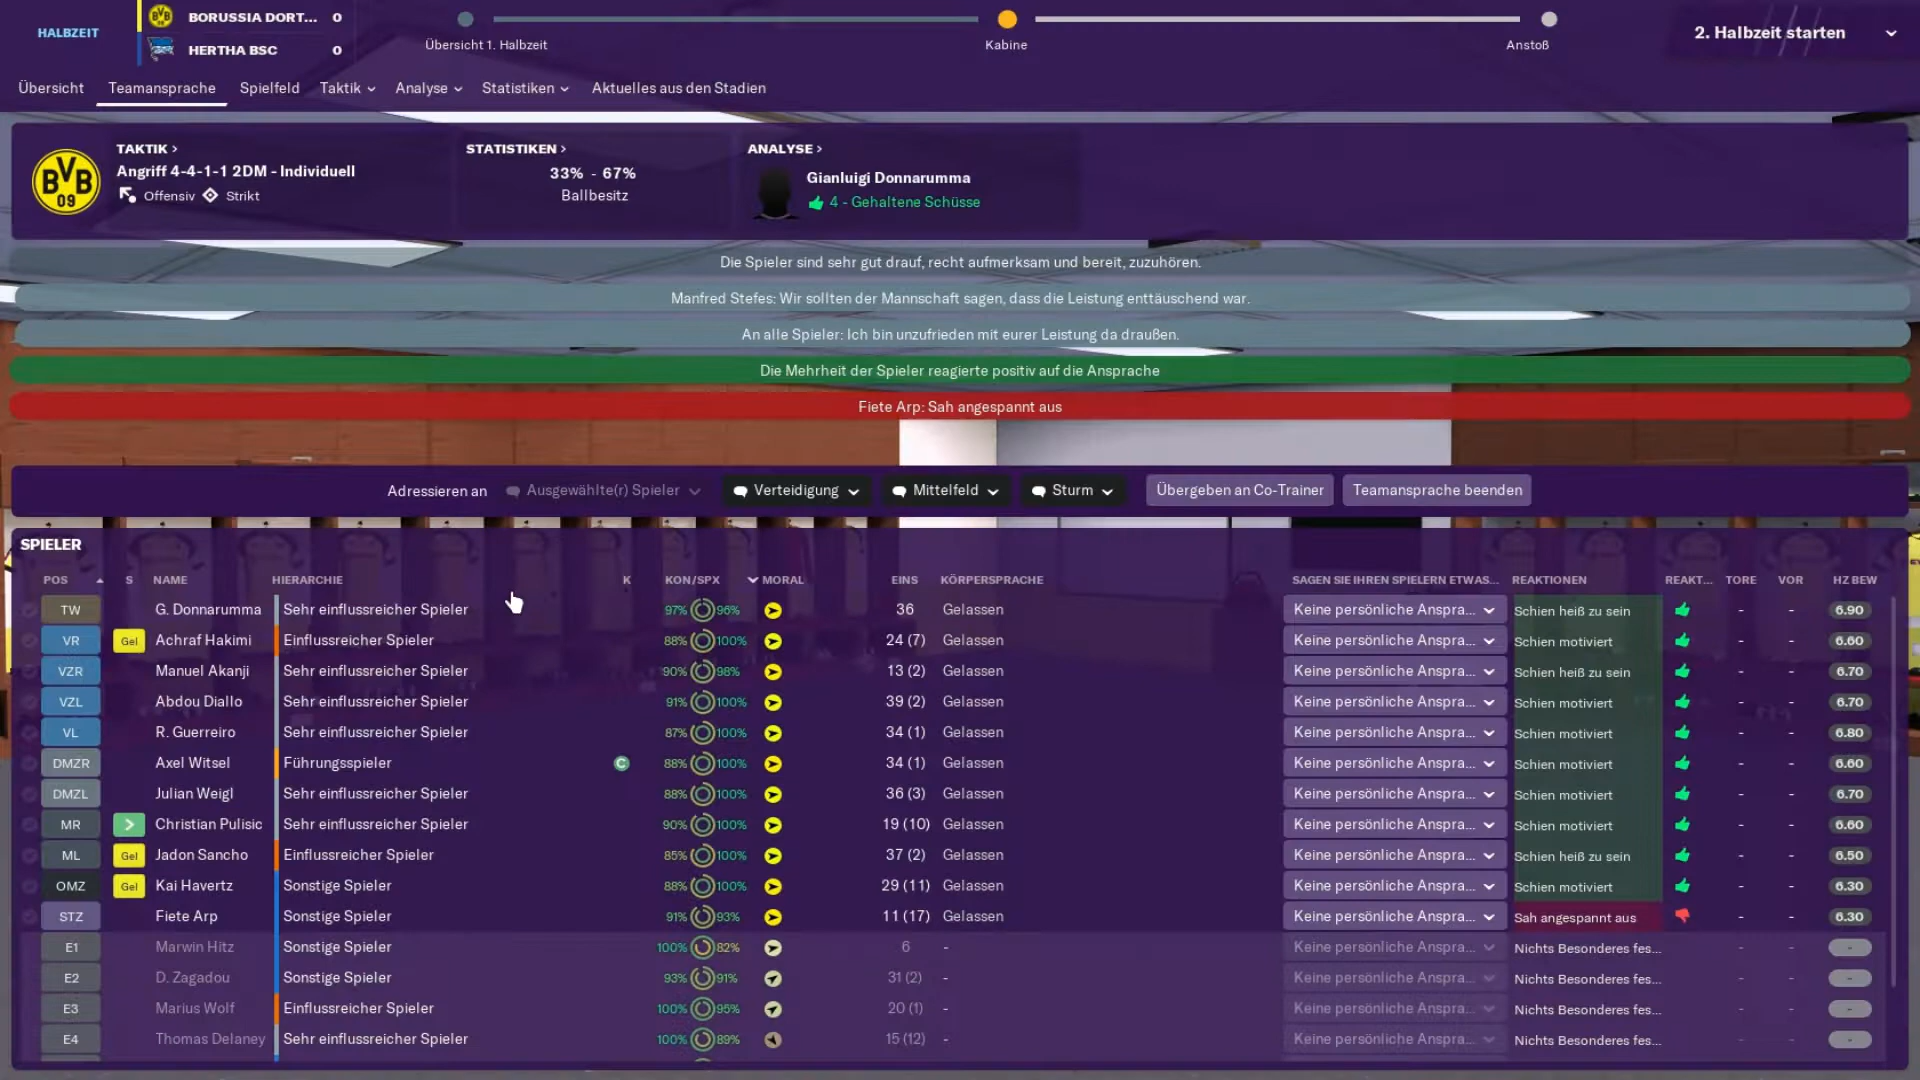 HALBZEIT
BORUSSIA DORT... 0
HERTHA BSC 0
Übersicht 1. Halbzeit
Kabine
Anstoß
2. Halbzeit starten
Übersicht Teamansprache Spielfeld Taktik Analyse Statistiken Aktuelles aus den Stadien
BVB 09
TAKTIK >
Angriff 4-4-1-1 2DM - Individuell
Offensiv Strikt
STATISTIKEN >
33% - 67%
Ballbesitz
ANALYSE >
Gianluigi Donnarumma
4 - Gehaltene Schüsse
Die Spieler sind sehr gut drauf, recht aufmerksam und bereit, zuzuhören.
Manfred Stefes: Wir sollten der Mannschaft sagen, dass die Leistung enttäuschend war.
An alle Spieler: Ich bin unzufrieden mit eurer Leistung da draußen.
Die Mehrheit der Spieler reagierte positiv auf die Ansprache
Fiete Arp: Sah angespannt aus
Adressieren an Ausgewählte(r) Spieler Verteidigung Mittelfeld Sturm Übergeben an Co-Trainer Teamansprache beenden
SPIELER
POS S NAME HIERARCHIE K KON/SPX MORAL EINS KÖRPERSPRACHE SAGEN SIE IHREN SPIELERN ETWAS... REAKTIONEN REAKT... TORE VOR HZ BEW
TW G. Donnarumma Sehr einflussreicher Spieler 97% 96% 36 Gelassen Keine persönliche Anspra... Schien heiß zu sein - - 6.90
VR Gel Achraf Hakimi Einflussreicher Spieler 88% 100% 24 (7) Gelassen Keine persönliche Anspra... Schien motiviert - - 6.60
VZR Manuel Akanji Sehr einflussreicher Spieler 90% 98% 13 (2) Gelassen Keine persönliche Anspra... Schien heiß zu sein - - 6.70
VZL Abdou Diallo Sehr einflussreicher Spieler 91% 100% 39 (2) Gelassen Keine persönliche Anspra... Schien motiviert - - 6.70
VL R. Guerreiro Sehr einflussreicher Spieler 87% 100% 34 (1) Gelassen Keine persönliche Anspra... Schien motiviert - - 6.80
DMZR Axel Witsel Führungsspieler C 88% 100% 34 (1) Gelassen Keine persönliche Anspra... Schien motiviert - - 6.60
DMZL Julian Weigl Sehr einflussreicher Spieler 88% 100% 36 (3) Gelassen Keine persönliche Anspra... Schien motiviert - - 6.70
MR Christian Pulisic Sehr einflussreicher Spieler 90% 100% 19 (10) Gelassen Keine persönliche Anspra... Schien motiviert - - 6.60
ML Gel Jadon Sancho Einflussreicher Spieler 85% 100% 37 (2) Gelassen Keine persönliche Anspra... Schien heiß zu sein - - 6.50
OMZ Gel Kai Havertz Sonstige Spieler 88% 100% 29 (11) Gelassen Keine persönliche Anspra... Schien motiviert - - 6.30
STZ Fiete Arp Sonstige Spieler 91% 93% 11 (17) Gelassen Keine persönliche Anspra... Sah angespannt aus - - 6.30
E1 Marwin Hitz Sonstige Spieler 100% 82% 6 - Keine persönliche Anspra... Nichts Besonderes fes... - - -
E2 D. Zagadou Sonstige Spieler 93% 91% 31 (2) - Keine persönliche Anspra... Nichts Besonderes fes... - - -
E3 Marius Wolf Einflussreicher Spieler 100% 95% 20 (1) - Keine persönliche Anspra... Nichts Besonderes fes... - - -
E4 Thomas Delaney Sehr einflussreicher Spieler 100% 89% 15 (12) - Keine persönliche Anspra... Nichts Besonderes fes... - - -